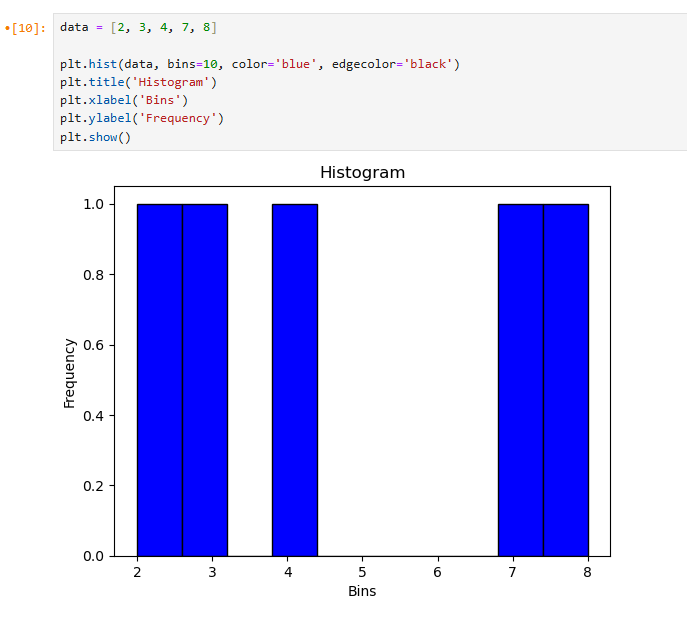 •[10]: data = [2, 3, 4, 7, 8]
plt.hist(data, bins=10, color='blue', edgecolor='black')
plt.title('Histogram')
plt.xlabel('Bins')
plt.ylabel('Frequency')
plt.show()
Histogram
1.0
0.8
0.6
0.4
0.2
0.0
Frequency
2 3 4 5 6 7 8
Bins